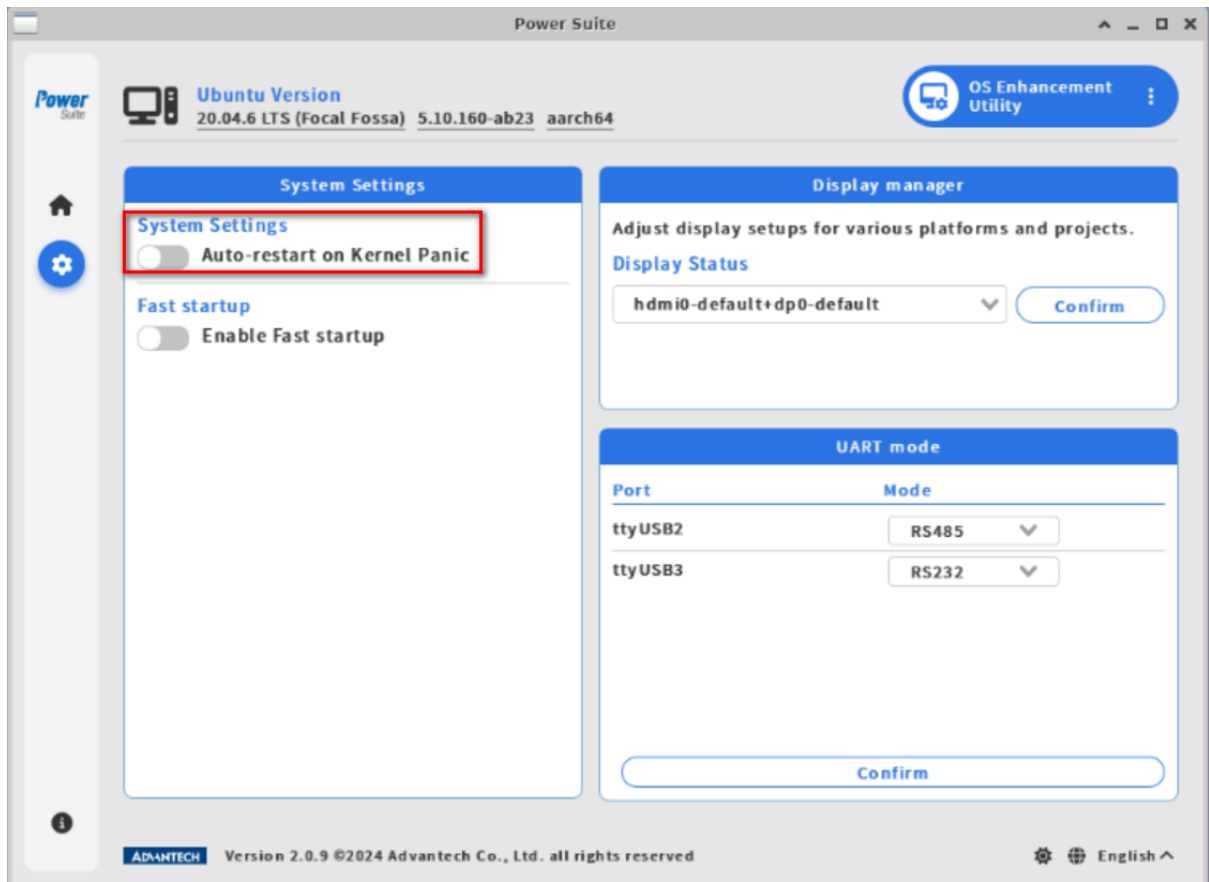 Power Suite
Power
Suite
Ubuntu Version
20.04.6 LTS (Focal Fossa) 5.10.160-ab23 aarch64
OS Enhancement
Utility
System Settings
System Settings
Auto-restart on Kernel Panic
Fast startup
Enable Fast startup
Display manager
Adjust display setups for various platforms and projects.
Display Status
hdmi0-default+dp0-default
Confirm
UART mode
Port Mode
ttyUSB2 RS485
ttyUSB3 RS232
Confirm
ADVANTECH Version 2.0.9 ©2024 Advantech Co., Ltd. all rights reserved
English